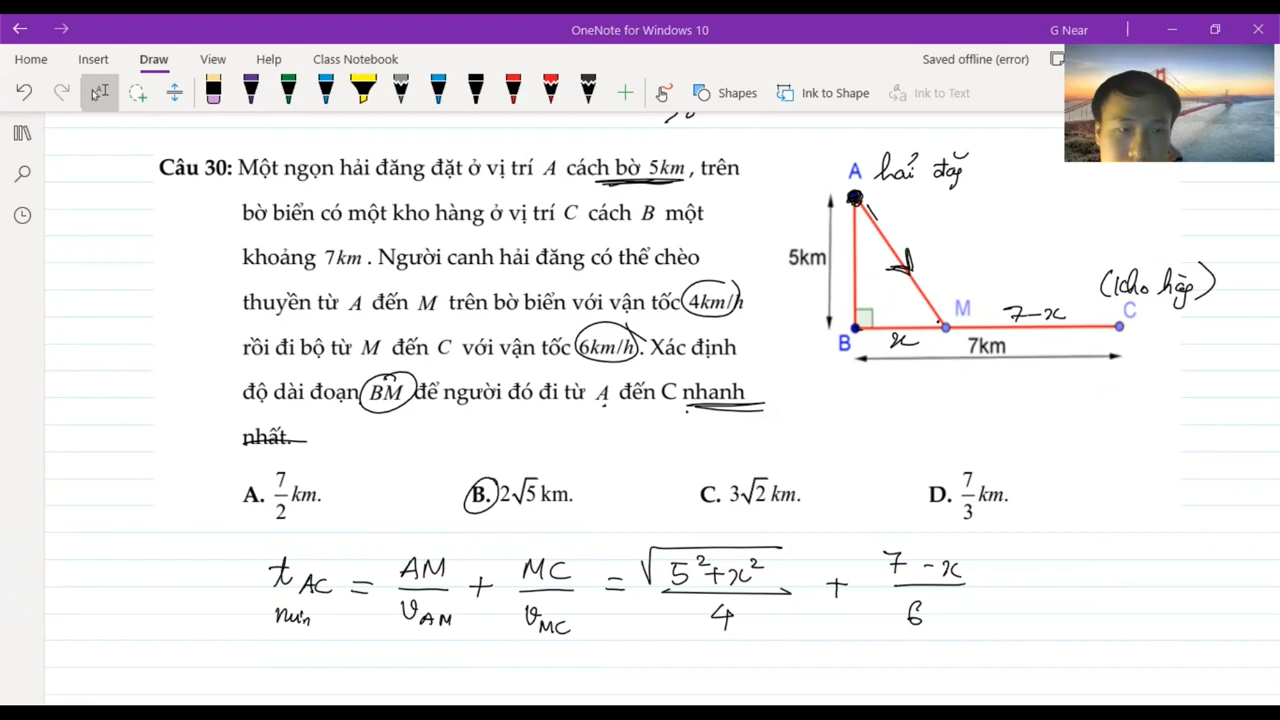 OneNote for Windows 10
G Near
Home Insert Draw View Help Class Notebook
Saved offline (error)
Shapes Ink to Shape Ink to Text
Câu 30: Một ngọn hải đăng đặt ở vị trí A cách bờ 5km, trên
bờ biển có một kho hàng ở vị trí C cách B một
khoảng 7km. Người canh hải đăng có thể chèo
thuyền từ A đến M trên bờ biển với vận tốc 4km/h
rồi đi bộ từ M đến C với vận tốc 6km/h. Xác định
độ dài đoạn BM để người đó đi từ A đến C nhanh
nhất.
A hải đăg
5km
(kho hàg)
M 7-x C
B x 7km
A. 7/2 km. B. 2√5 km. C. 3√2 km. D. 7/3 km.
t AC min = AM/v AM + MC/v MC = √(5²+x²)/4 + (7-x)/6